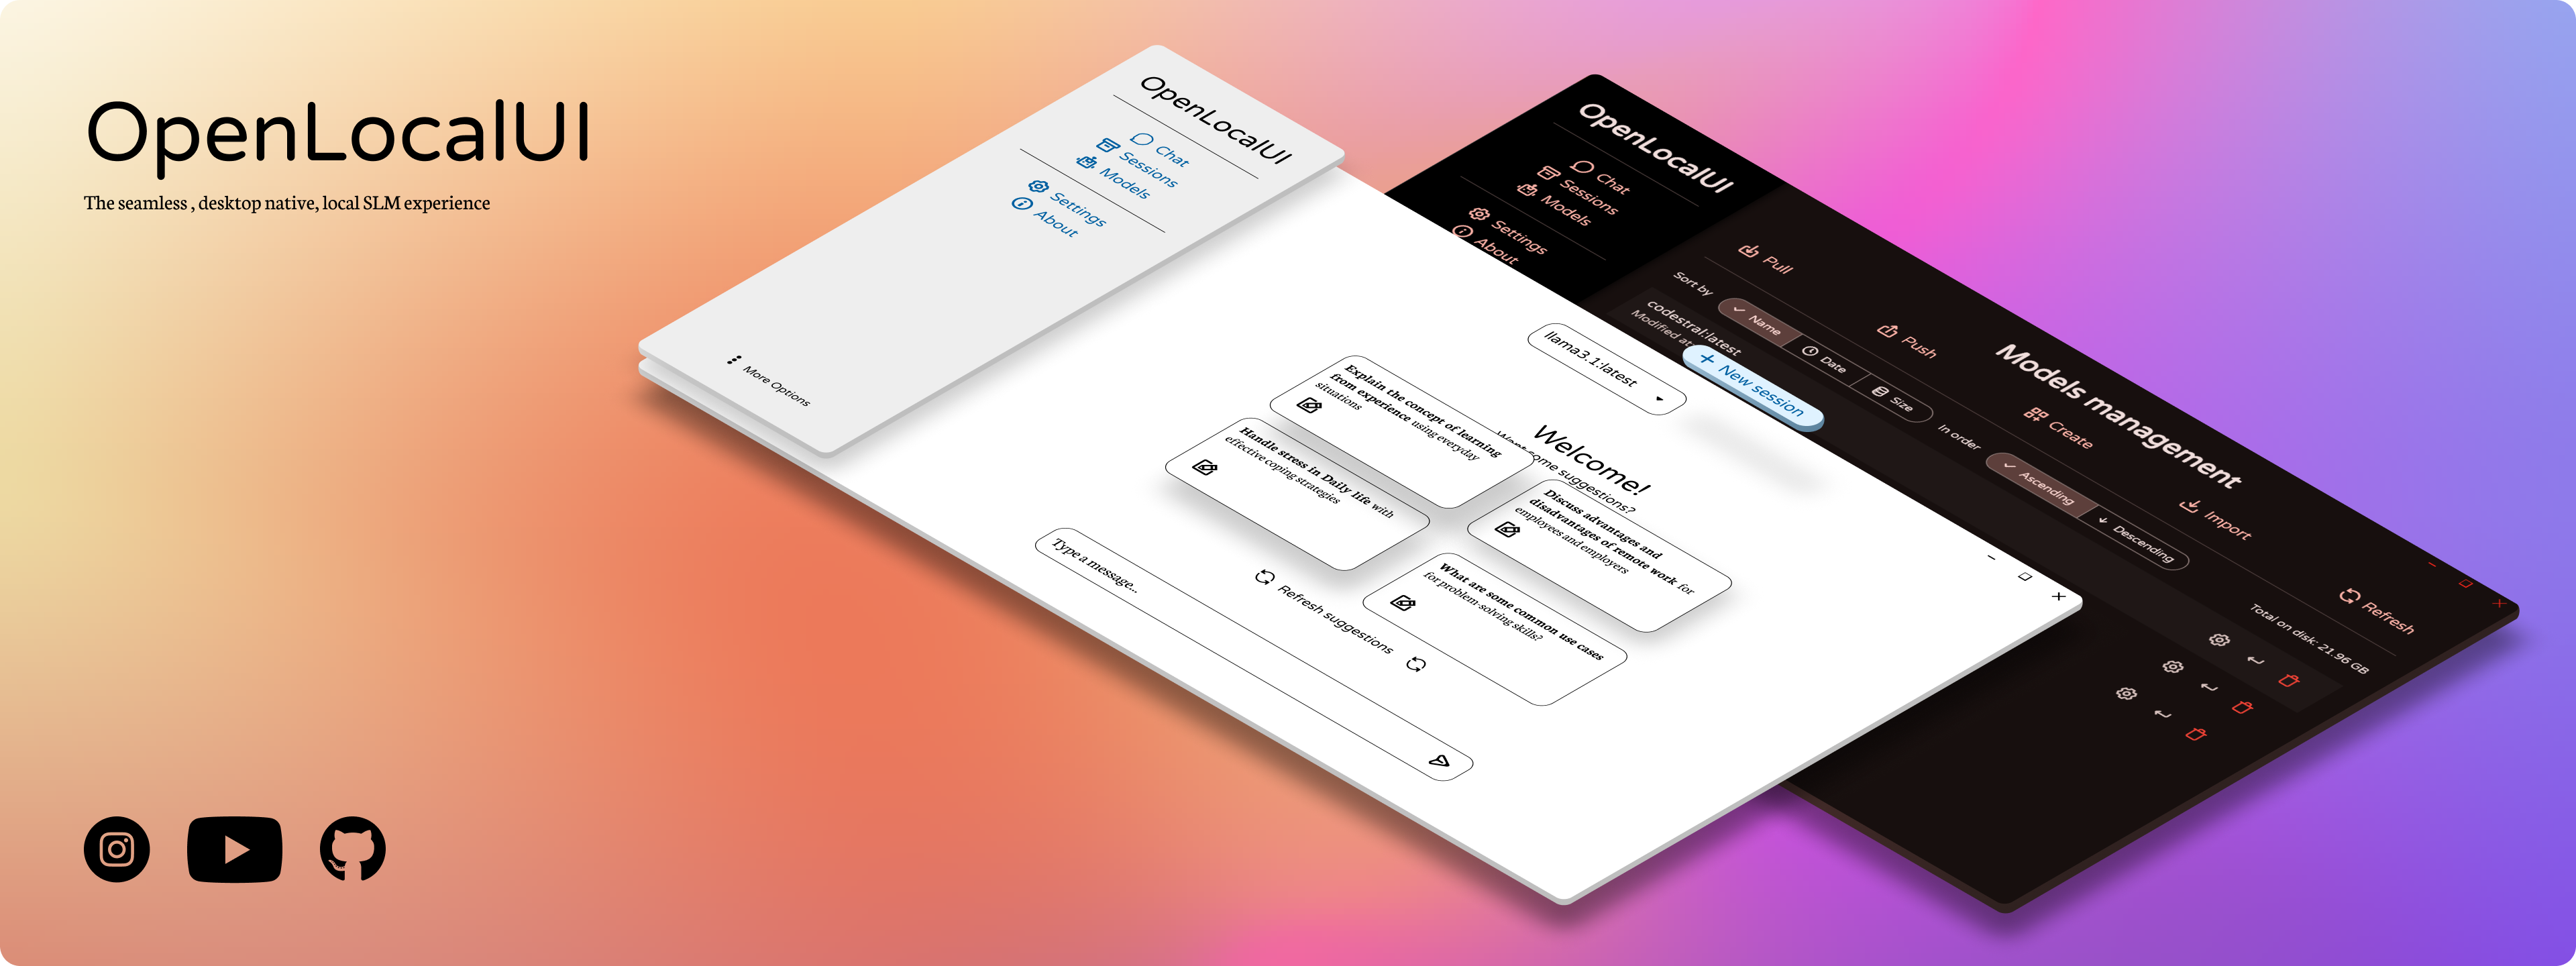 OpenLocalUI
The seamless , desktop native, local SLM experience
OpenLocalUI
Chat
Sessions
Models
Settings
About
More Options
llama3.1:latest
New session
Welcome!
some suggestions?
Explain the concept of learning
from experience using everyday
situations
Handle stress in Daily life with
effective coping strategies
Discuss advantages and
disadvantages of remote work for
employees and employers
What are some common use cases
for problem-solving skills?
Refresh suggestions
Type a message...
OpenLocalUI
Chat
Sessions
Models
Settings
About
Models management
Pull
Push
Create
Import
Refresh
Sort by
Name
Date
Size
In order
Ascending
Descending
Total on disk: 21.96 GB
codestral:latest
Modified at